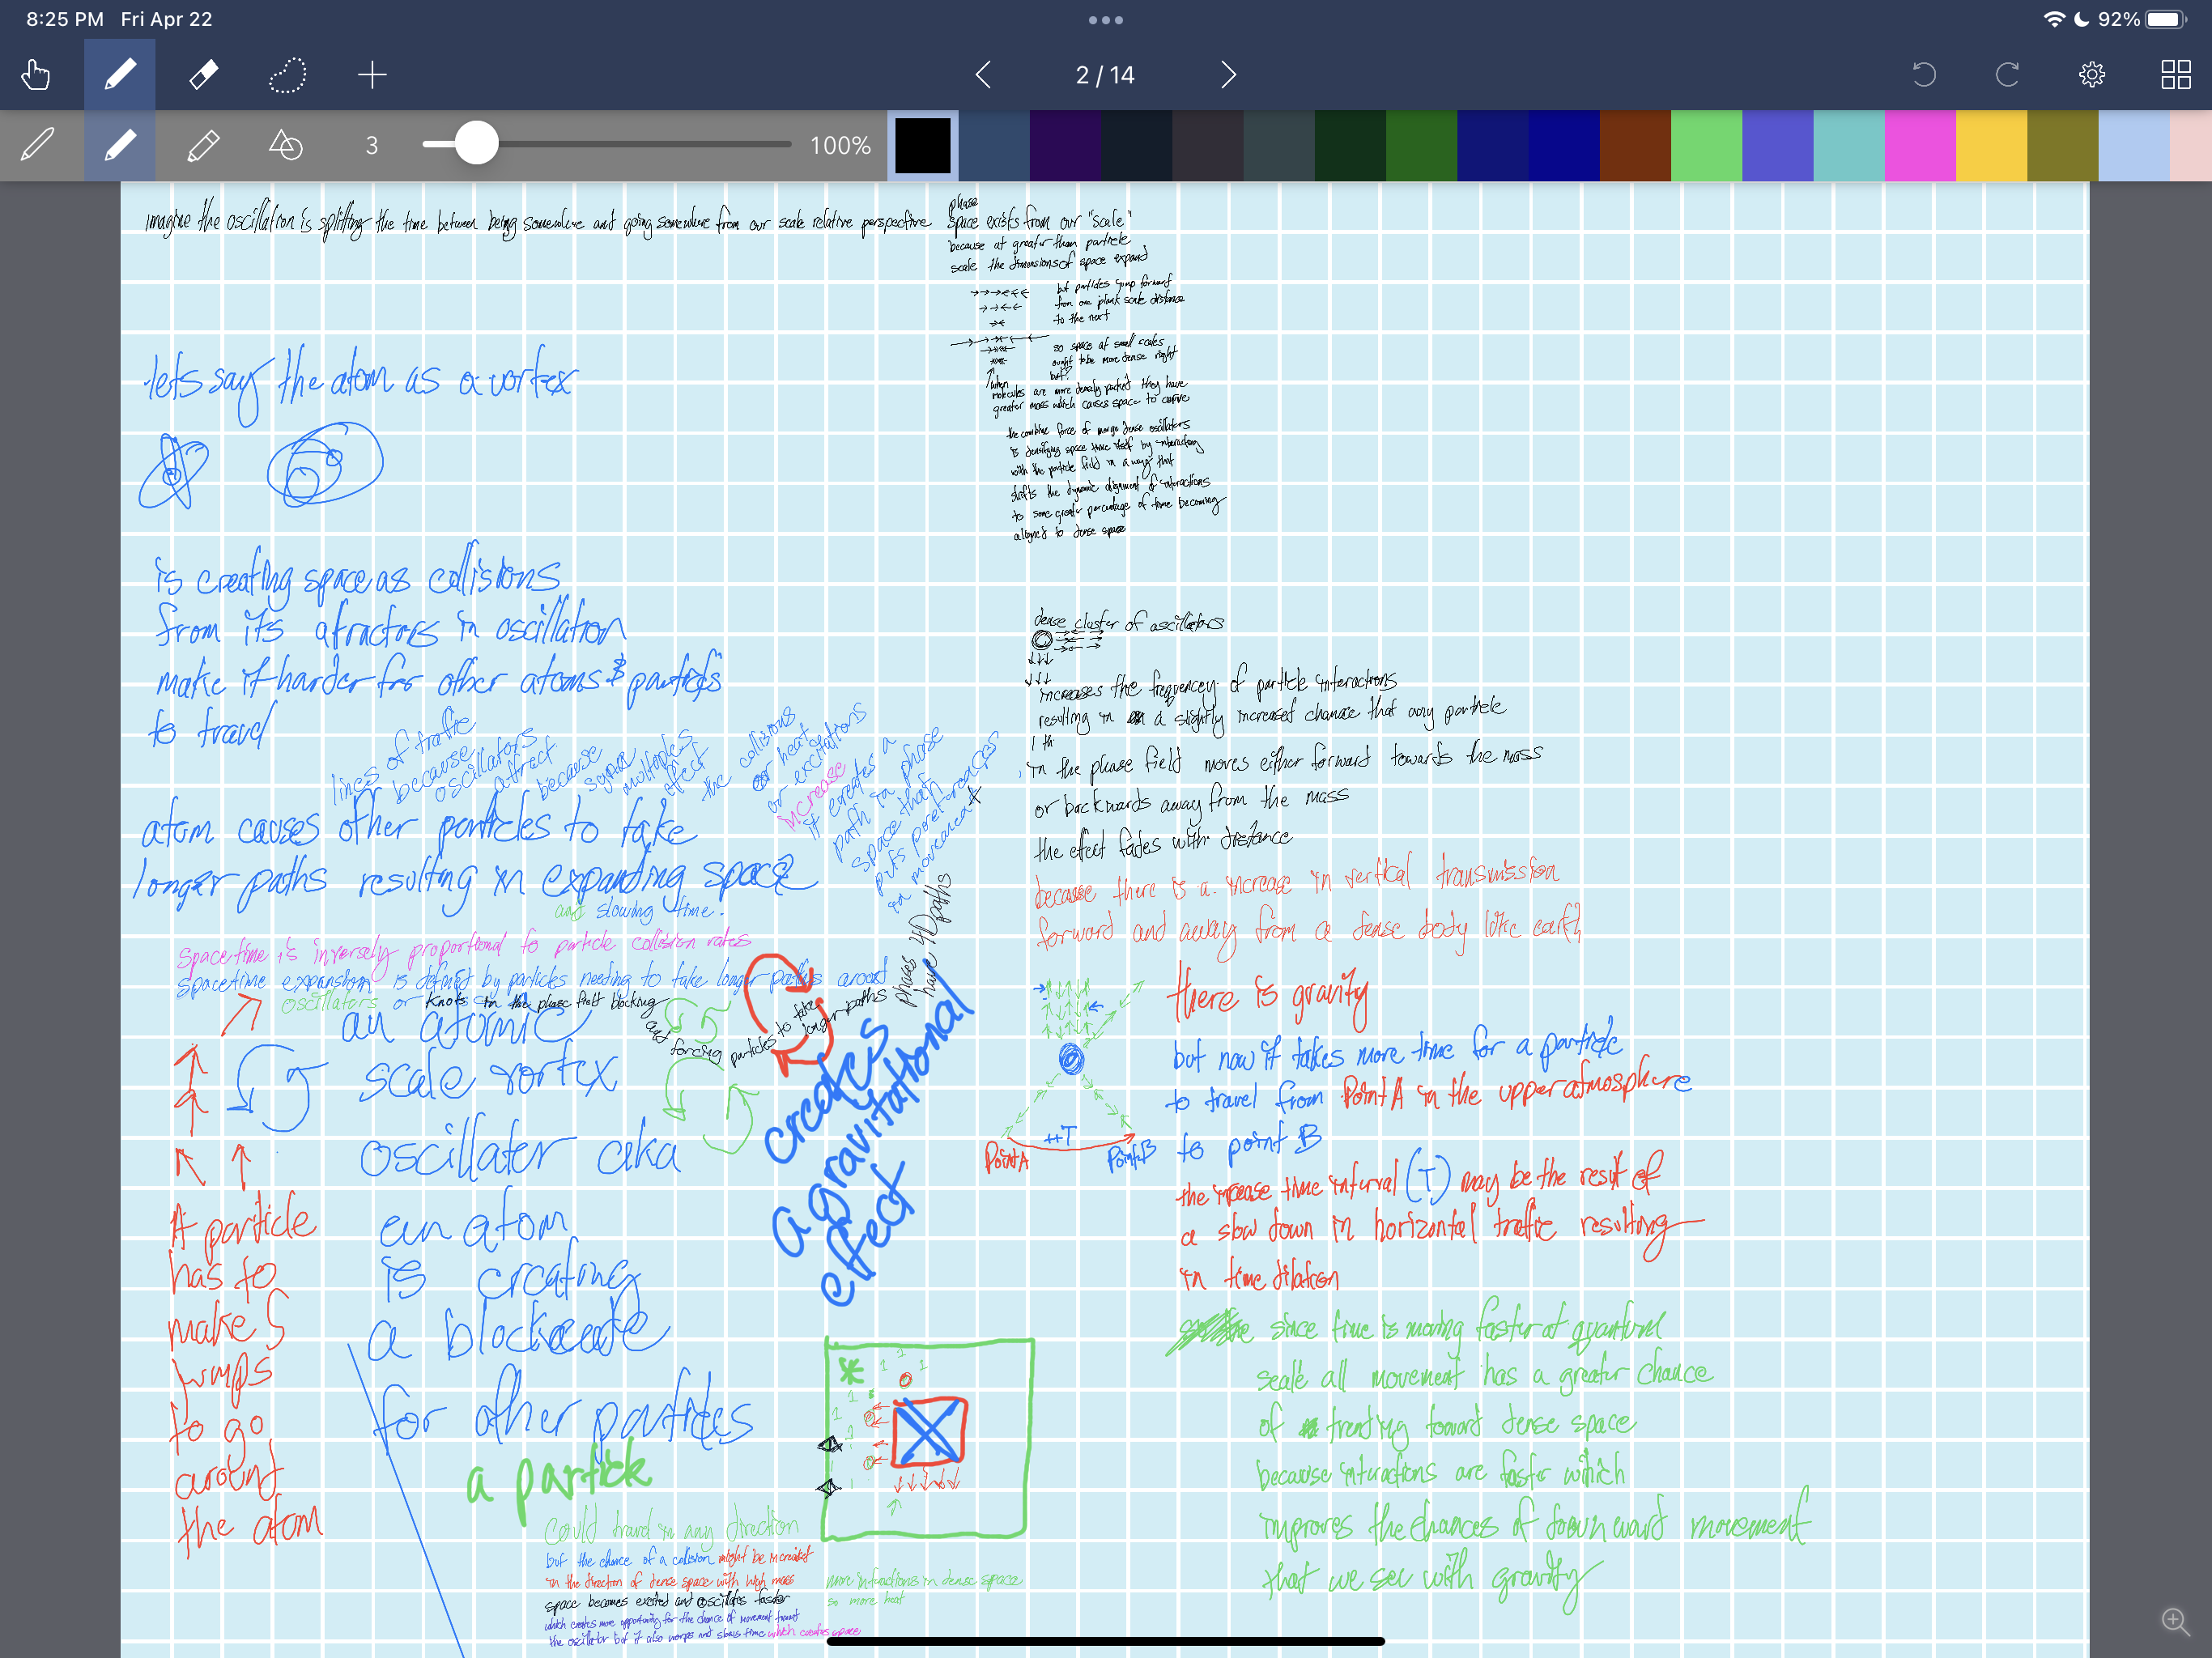 8:25 PM Fri Apr 22
92%
2 / 14
3
100%
imagine the oscillation is splitting the time between being somewhere and going somewhere from our scale relative perspective
phase
space exists from our "scale"
because at greater than particle
scale the dimensions of space expand
but particles jump forward
from one plank scale distance
to the next
so space at small scales
ought to be more dense right
but?
when
molecules are more densely packed they have
greater mass which causes space to curve
the combine force of dense oscillators
is densifying space time itself by interacting
with the particle field in a way that
shifts the dynamic alignment of interactions
to some greater percentage of time becoming
aligned to dense space
lets say the atom as a vortex
is creating space as collisions
from its atractors in oscillation
make it harder for other atoms & particles
to travel
lines of trafic
because
oscillators
attract
because
space
multiples
effect
the collisions
or heat
or excitations
increase
it creates a
path in phase
space that
puts
in movement
atom causes other particles to take
longer paths resulting in expanding space
and slowing time.
spacetime is inversely proportional to particle collision rates
spacetime expansion is defined by particles needing to take longer paths around
oscillators or knots in the phase field blocking
and forcing particles to take
longer paths
phases
have 4D paths
an atomic
scale vortex
oscillater aka
an atom
is creating
a blockade
for other particles
creates
a gravitational
effect
A particle
has to
make
jumps
to go
around
the atom
a particle
could travel in any direction
but the chance of a collision might be increased
in the direction of dense space with high mass
space becomes excited and oscillates faster
which creates more opportunity for the chance of movement toward
the oscillator but it also warps and slows time which creates space
1 1 1
1
1
more interactions in dense space
so more heat
dense cluster of oscillators
increases the frequency of particle interactions
resulting in a slightly increased chance that any particle
in the phase field moves either forward towards the mass
or backwards away from the mass
the effect fades with distance
because there is a increase in vertical transmission
forward and away from a dense body like earth
there is gravity
but now it takes more time for a particle
to travel from Point A in the upper atmosphere
to point B
++T
Point A
Point B
the increase time interval (T) may be the result of
a slow down in horizontal traffic resulting
in time dilation
since time is moving faster at quantum
scale all movement has a greater chance
of trending toward dense space
because interactions are faster which
improves the chances of downward movement
that we see with gravity